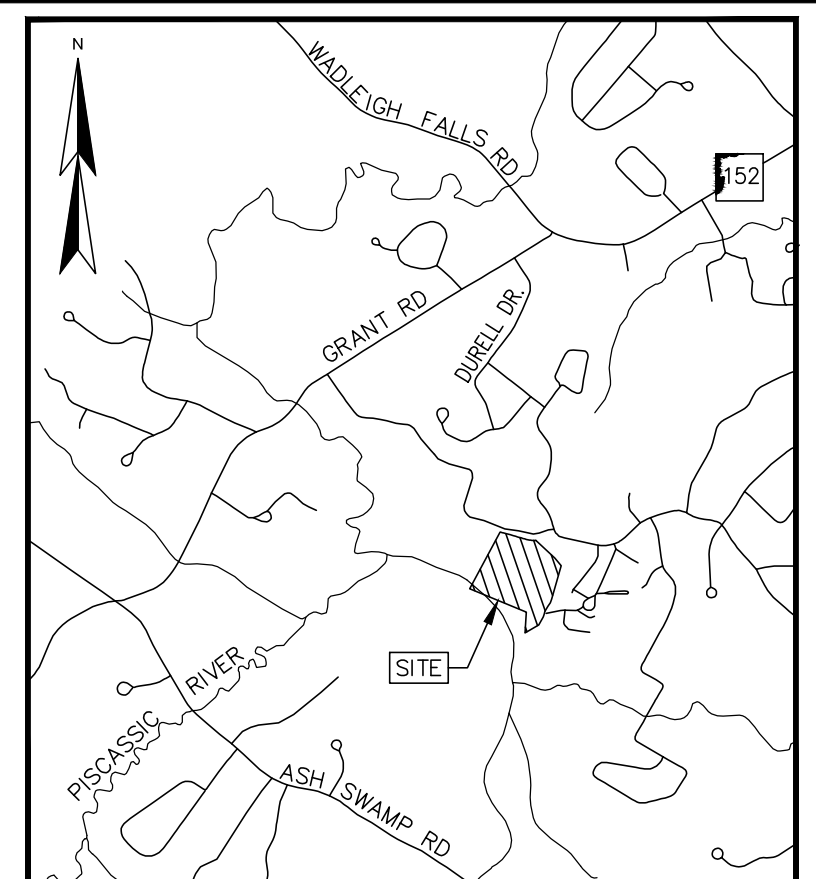 N
WADLEIGH FALLS RD
152
GRANT RD
DURELL DR.
SITE
PISCASSIC RIVER
ASH SWAMP RD